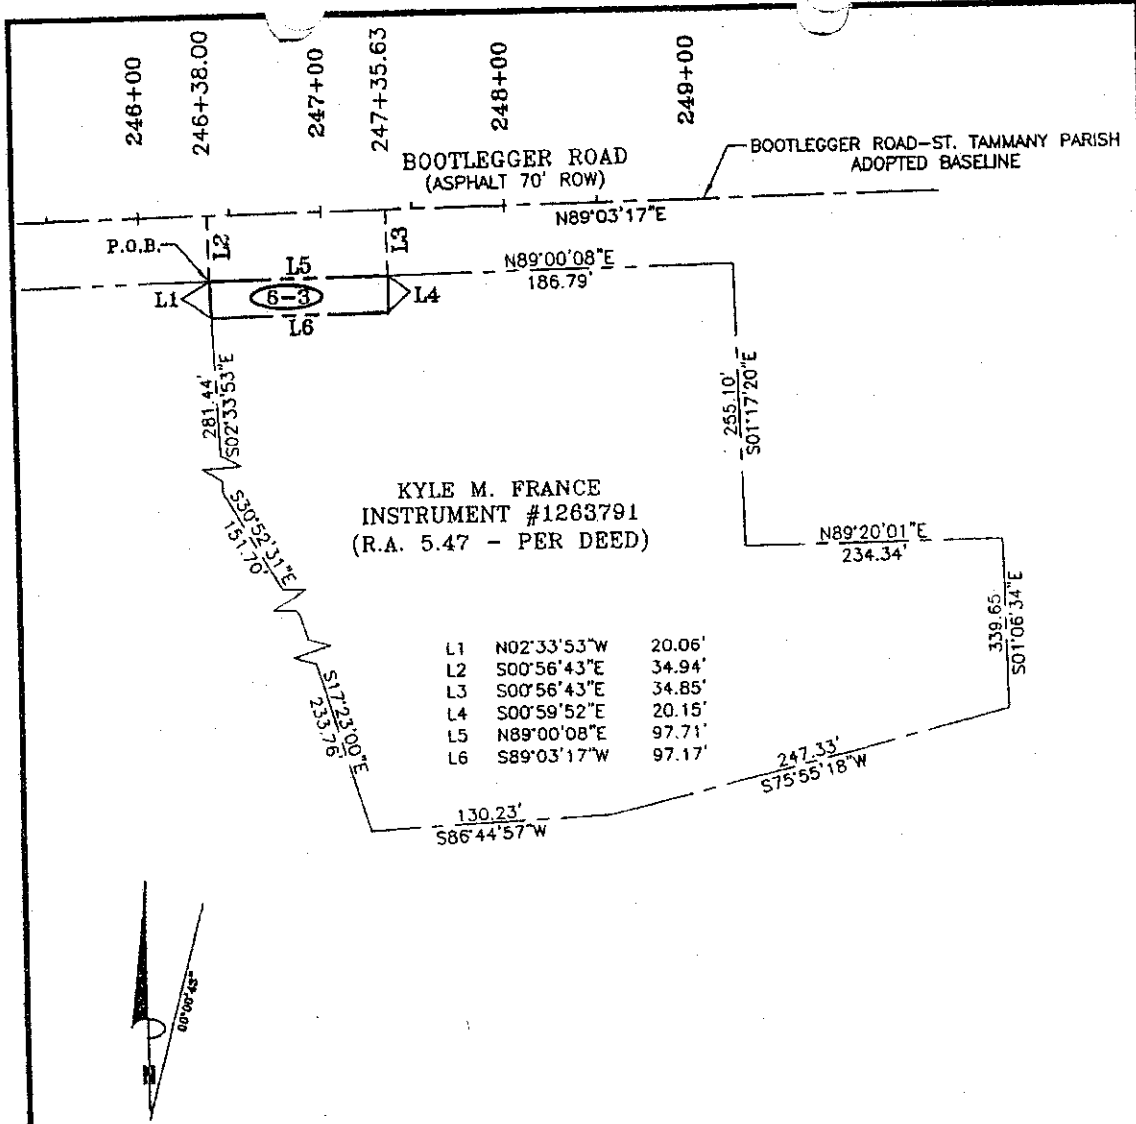 246+00
246+38.00
247+00
247+35.63
248+00
249+00
BOOTLEGGER ROAD
(ASPHALT 70' ROW)
BOOTLEGGER ROAD-ST. TAMMANY PARISH
ADOPTED BASELINE
N89°03'17"E
P.O.B.
L2
L3
L5
N89°00'08"E
186.79'
L1
6-3
L4
L6
281.44'
S02°33'53"E
255.10'
S01°17'20"E
S30°52'31"E
151.70'
KYLE M. FRANCE
INSTRUMENT #1263791
(R.A. 5.47 - PER DEED)
N89°20'01"E
234.34'
339.65
S01°06'34"E
L1 N02°33'53"W 20.06'
L2 S00°56'43"E 34.94'
L3 S00°56'43"E 34.85'
L4 S00°59'52"E 20.15'
L5 N89°00'08"E 97.71'
L6 S89°03'17"W 97.17'
S17°23'00"E
233.76'
247.33'
S75°55'18"W
130.23'
S86°44'57"W
00°00'43"
N